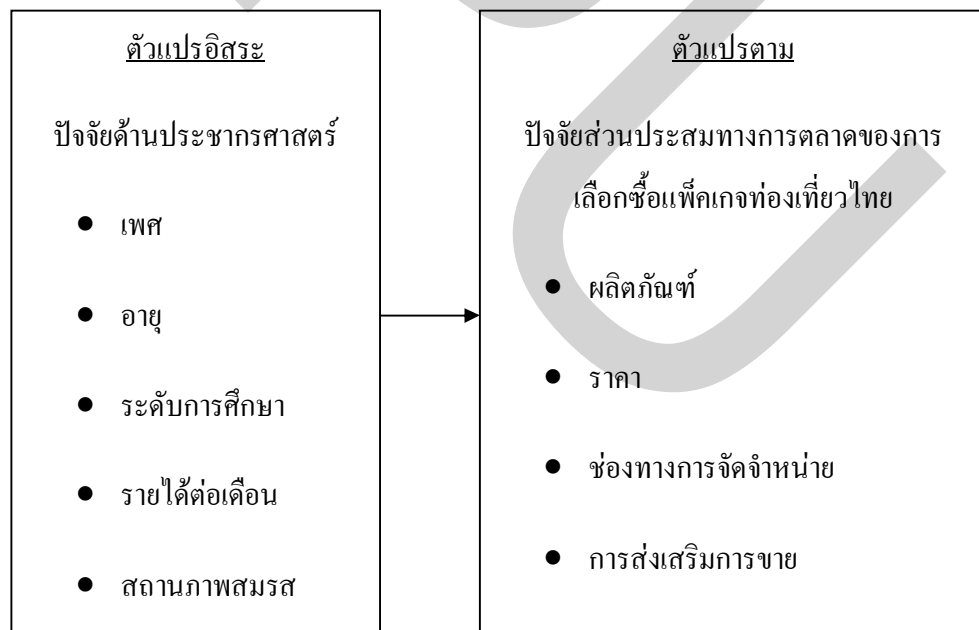 ตัวแปรอิสระ
ปัจจัยด้านประชากรศาสตร์
● เพศ
● อายุ
● ระดับการศึกษา
● รายได้ต่อเดือน
● สถานภาพสมรส
ตัวแปรตาม
ปัจจัยส่วนประสมทางการตลาดของการ
เลือกซื้อแพ็คเกจท่องเที่ยวไทย
● ผลิตภัณฑ์
● ราคา
● ช่องทางการจัดจำหน่าย
● การส่งเสริมการขาย